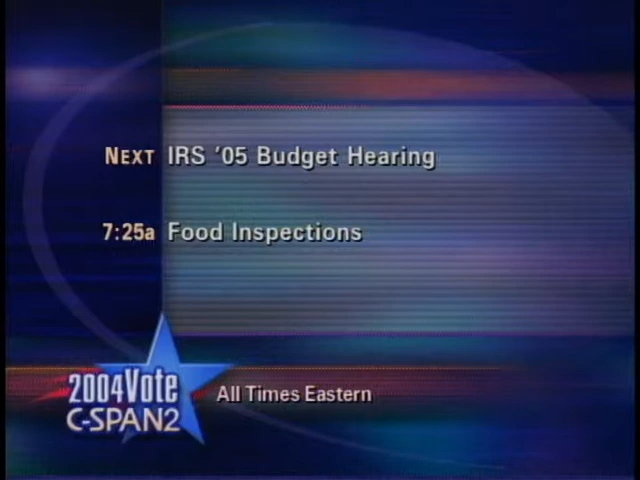 NEXT IRS '05 Budget Hearing
7:25a Food Inspections
2004Vote
C-SPAN2
All Times Eastern